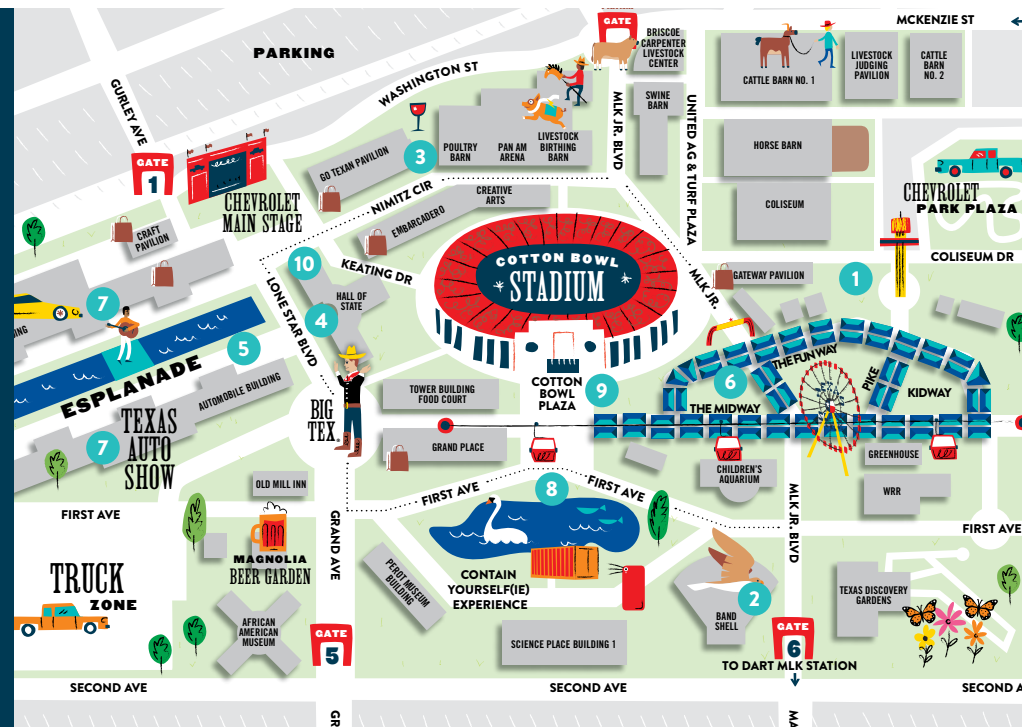 MCKENZIE ST
GATE
PARKING
BRISCOE
CARPENTER
LIVESTOCK
CENTER
CATTLE BARN NO. 1
LIVESTOCK
JUDGING
PAVILION
CATTLE
BARN
NO. 2
WASHINGTON ST
GURLEY AVE
MLK JR. BLVD
SWINE
BARN
UNITED AG & TURF PLAZA
HORSE BARN
GATE
1
GO TEXAN PAVILION
3
POULTRY
BARN
PAN AM
ARENA
LIVESTOCK
BIRTHING
BARN
CHEVROLET
MAIN STAGE
NIMITZ CIR
CREATIVE
ARTS
EMBARCADERO
COLISEUM
CHEVROLET
PARK PLAZA
CRAFT
PAVILION
COTTON BOWL
STADIUM
COLISEUM DR
10
KEATING DR
GATEWAY PAVILION
1
MLK JR.
7
HALL OF
STATE
4
LONE STAR BLVD
ING
5
ESPLANADE
AUTOMOBILE BUILDING
THE FUNWAY
6
PIKE
KIDWAY
THE MIDWAY
TOWER BUILDING
FOOD COURT
COTTON
BOWL
PLAZA
9
BIG
TEX.
TEXAS
AUTO
SHOW
7
GRAND PLACE
GREENHOUSE
CHILDREN'S
AQUARIUM
WRR
OLD MILL INN
FIRST AVE
8
FIRST AVE
MLK JR. BLVD
FIRST AVE
FIRST AVE
GRAND AVE
MAGNOLIA
BEER GARDEN
PEROT MUSEUM
BUILDING
CONTAIN
YOURSELF(IE)
EXPERIENCE
TRUCK
ZONE
2
BAND
SHELL
TEXAS DISCOVERY
GARDENS
AFRICAN
AMERICAN
MUSEUM
GATE
5
SCIENCE PLACE BUILDING 1
GATE
6
TO DART MLK STATION
SECOND AVE
SECOND AVE
SECOND A
GR
MA